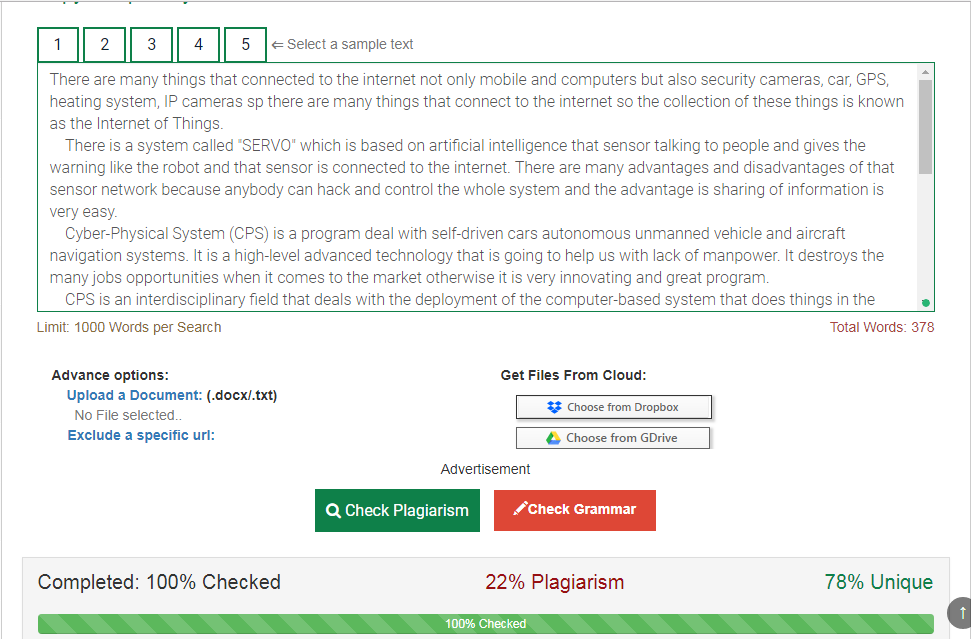 1 2 3 4 5 ⇐ Select a sample text
There are many things that connected to the internet not only mobile and computers but also security cameras, car, GPS,
heating system, IP cameras sp there are many things that connect to the internet so the collection of these things is known
as the Internet of Things.
There is a system called "SERVO" which is based on artificial intelligence that sensor talking to people and gives the
warning like the robot and that sensor is connected to the internet. There are many advantages and disadvantages of that
sensor network because anybody can hack and control the whole system and the advantage is sharing of information is
very easy.
Cyber-Physical System (CPS) is a program deal with self-driven cars autonomous unmanned vehicle and aircraft
navigation systems. It is a high-level advanced technology that is going to help us with lack of manpower. It destroys the
many jobs opportunities when it comes to the market otherwise it is very innovating and great program.
CPS is an interdisciplinary field that deals with the deployment of the computer-based system that does things in the
Limit: 1000 Words per Search Total Words: 378
Advance options:
Upload a Document: (.docx/.txt)
No File selected..
Exclude a specific url:
Get Files From Cloud:
Choose from Dropbox
Choose from GDrive
Advertisement
Check Plagiarism Check Grammar
Completed: 100% Checked 22% Plagiarism 78% Unique
100% Checked